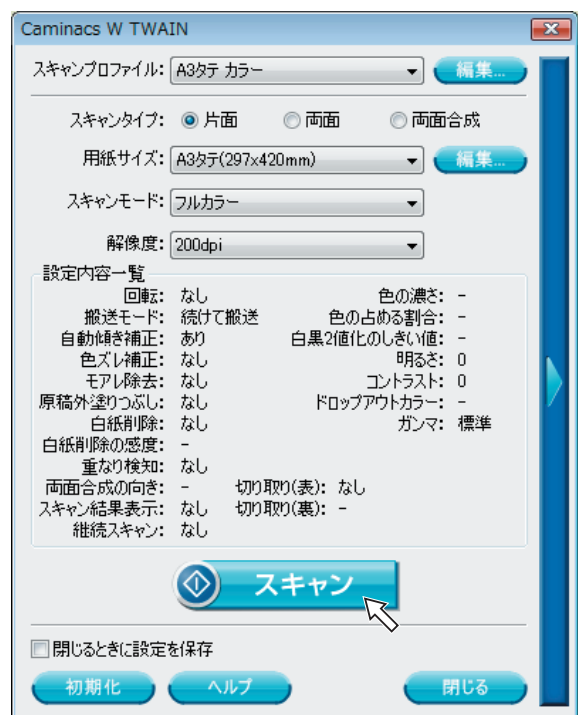 Caminacs W TWAIN
スキャンプロファイル: A3タテ カラー 編集...
スキャンタイプ: 片面 両面 両面合成
用紙サイズ: A3タテ(297x420mm) 編集...
スキャンモード: フルカラー
解像度: 200dpi
設定内容一覧
回転: なし 色の濃さ: -
搬送モード: 続けて搬送 色の占める割合: -
自動傾き補正: あり 白黒2値化のしきい値: -
色ズレ補正: なし 明るさ: 0
モアレ除去: なし コントラスト: 0
原稿外塗りつぶし: なし ドロップアウトカラー: -
白紙削除: なし ガンマ: 標準
白紙削除の感度: -
重なり検知: なし
両面合成の向き: - 切り取り(表): なし
スキャン結果表示: なし 切り取り(裏): -
継続スキャン: なし
スキャン
閉じるときに設定を保存
初期化 ヘルプ 閉じる